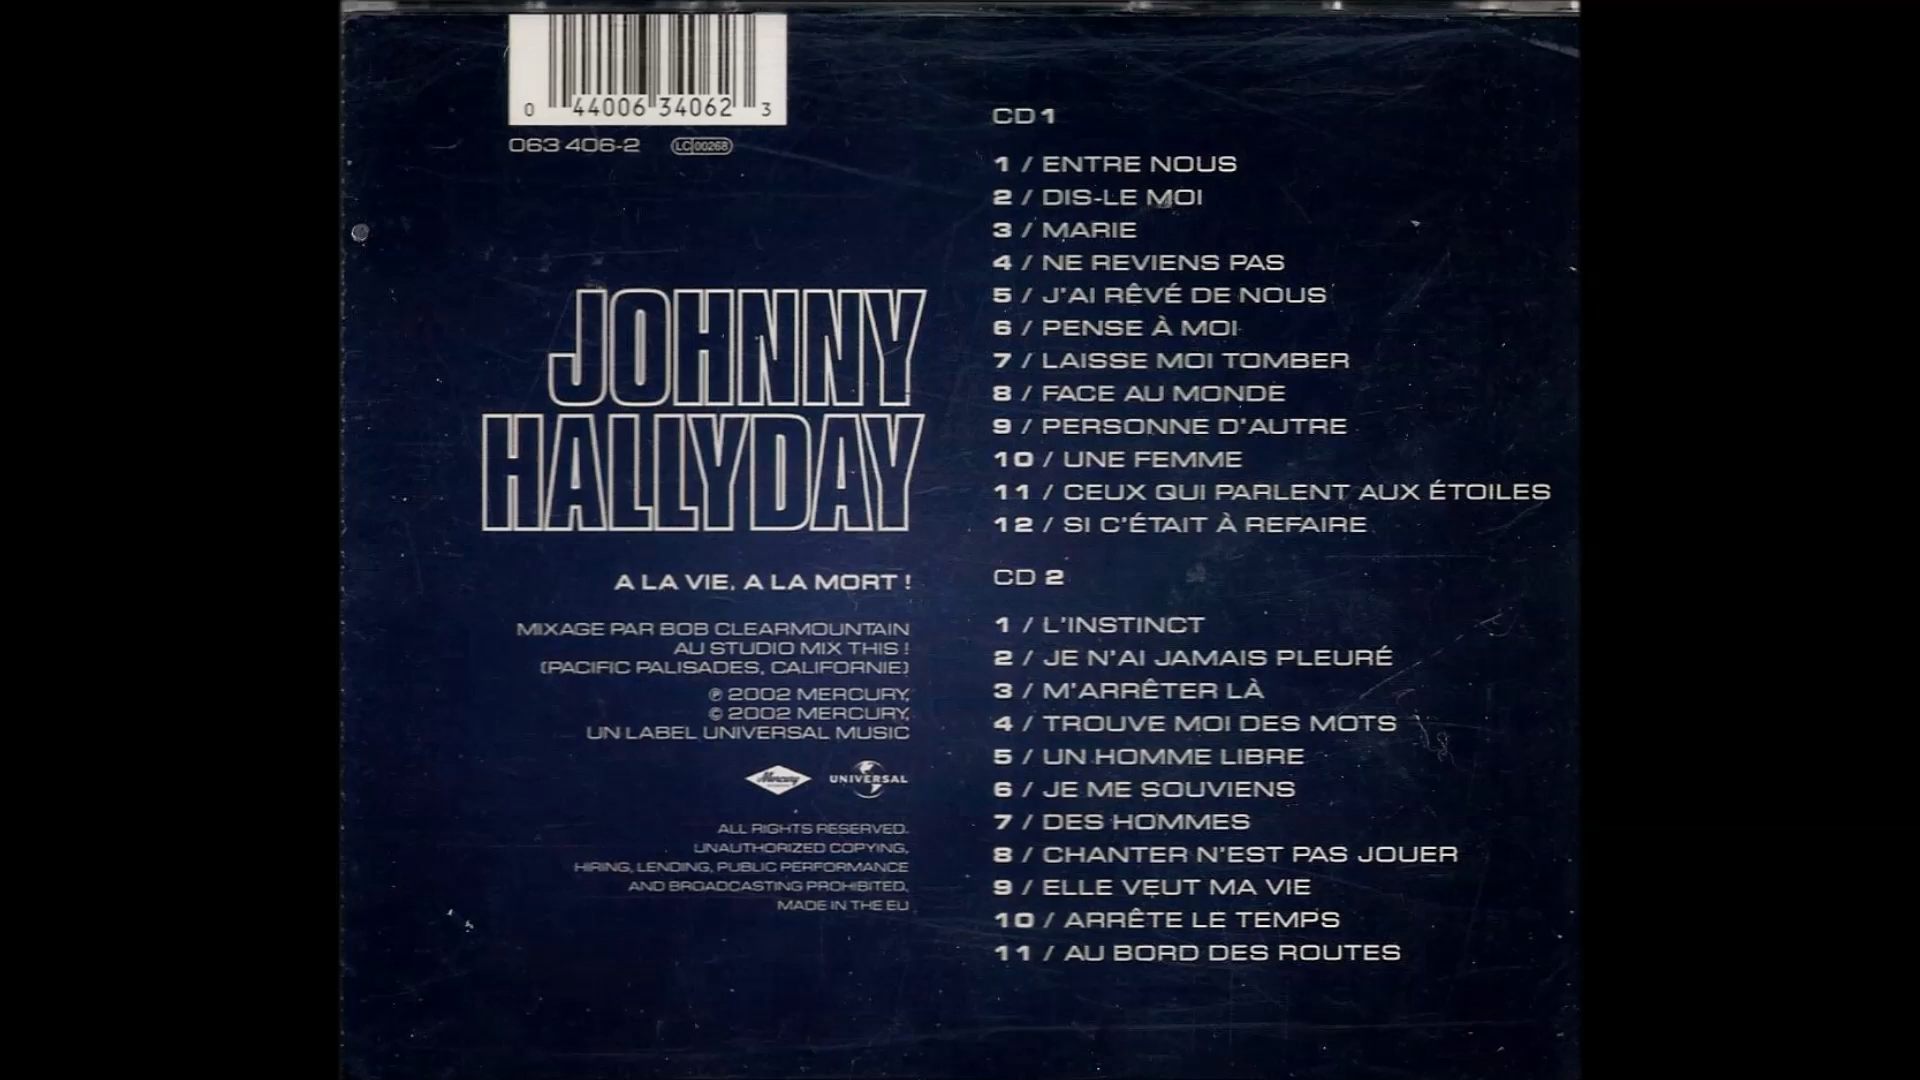 0 44006 34062 3
063 406-2 LC 00268
JOHNNY
HALLYDAY
A LA VIE, A LA MORT !
MIXAGE PAR BOB CLEARMOUNTAIN
AU STUDIO MIX THIS !
(PACIFIC PALISADES, CALIFORNIE)
℗ 2002 MERCURY,
© 2002 MERCURY,
UN LABEL UNIVERSAL MUSIC
Mercury UNIVERSAL
ALL RIGHTS RESERVED.
UNAUTHORIZED COPYING,
HIRING, LENDING, PUBLIC PERFORMANCE
AND BROADCASTING PROHIBITED.
MADE IN THE EU
CD 1
1 / ENTRE NOUS
2 / DIS-LE MOI
3 / MARIE
4 / NE REVIENS PAS
5 / J'AI RÊVÉ DE NOUS
6 / PENSE À MOI
7 / LAISSE MOI TOMBER
8 / FACE AU MONDE
9 / PERSONNE D'AUTRE
10 / UNE FEMME
11 / CEUX QUI PARLENT AUX ÉTOILES
12 / SI C'ÉTAIT À REFAIRE
CD 2
1 / L'INSTINCT
2 / JE N'AI JAMAIS PLEURÉ
3 / M'ARRÊTER LÀ
4 / TROUVE MOI DES MOTS
5 / UN HOMME LIBRE
6 / JE ME SOUVIENS
7 / DES HOMMES
8 / CHANTER N'EST PAS JOUER
9 / ELLE VEUT MA VIE
10 / ARRÊTE LE TEMPS
11 / AU BORD DES ROUTES